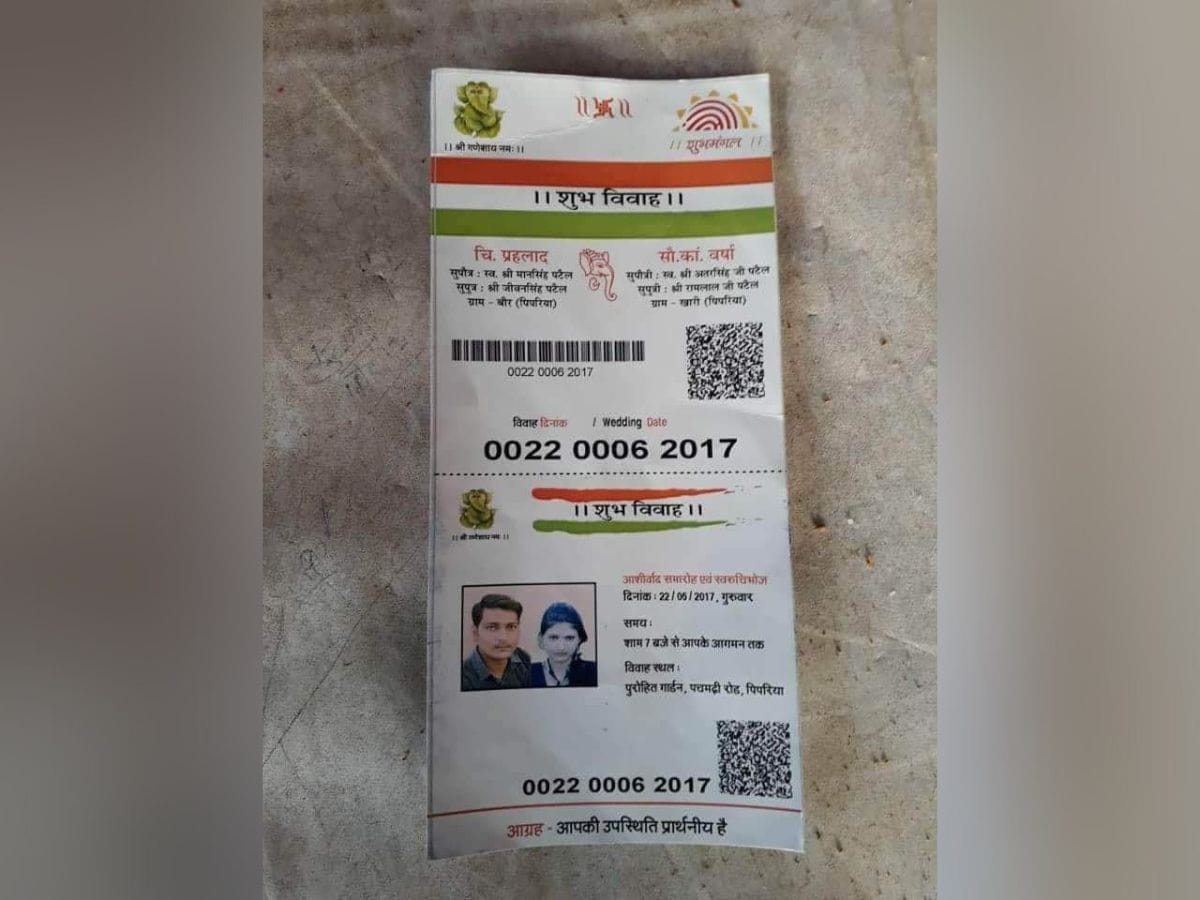 ॥卐॥
॥ श्री गणेशाय नमः ॥
॥ शुभमंगल ॥
॥ शुभ विवाह ॥
चि. प्रहलाद
सुपौत्र : स्व. श्री मानसिंह पटैल
सुपुत्र : श्री जीवनसिंह पटैल
ग्राम - बौर (पिपरिया)
सौ.कां. वर्षा
सुपौत्री : स्व. श्री अतरसिंह जी पटैल
सुपुत्री : श्री रामलाल जी पटैल
ग्राम - खारी (पिपरिया)
0022 0006 2017
विवाह दिनांक / Wedding Date
0022 0006 2017
॥ श्री गणेशाय नमः ॥
॥ शुभ विवाह ॥
आशीर्वाद समारोह एवं स्वरुचिभोज
दिनांक : 22 / 06 / 2017, गुरुवार
समय :
शाम 7 बजे से आपके आगमन तक
विवाह स्थल :
पुरोहित गार्डन, पचमढ़ी रोड, पिपरिया
0022 0006 2017
आग्रह - आपकी उपस्थिति प्रार्थनीय है